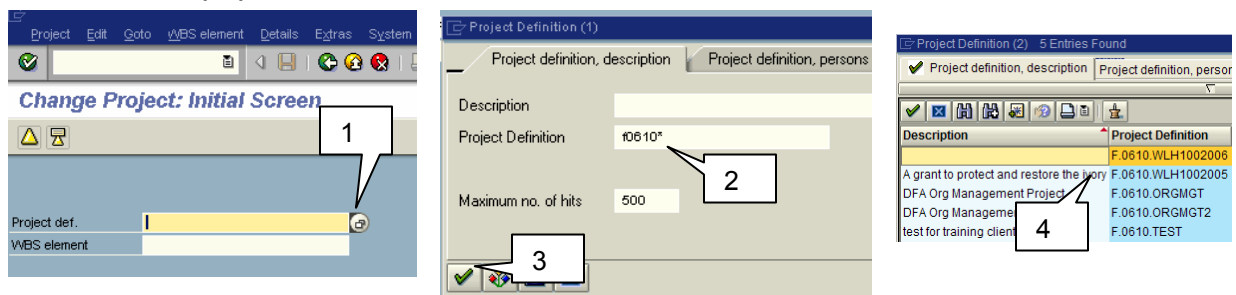 Project Edit Goto WBS element Details Extras System
Change Project: Initial Screen
1
Project def.
WBS element
Project Definition (1)
Project definition, description Project definition, persons
Description
Project Definition f0610*
2
Maximum no. of hits 500
3
Project Definition (2) 5 Entries Found
Project definition, description Project definition, person
Description Project Definition
F.0610.WLH1002006
A grant to protect and restore the ivory F.0610.WLH1002005
DFA Org Management Project F.0610.ORGMGT
DFA Org Management F.0610.ORGMGT2
test for training client F.0610.TEST
4